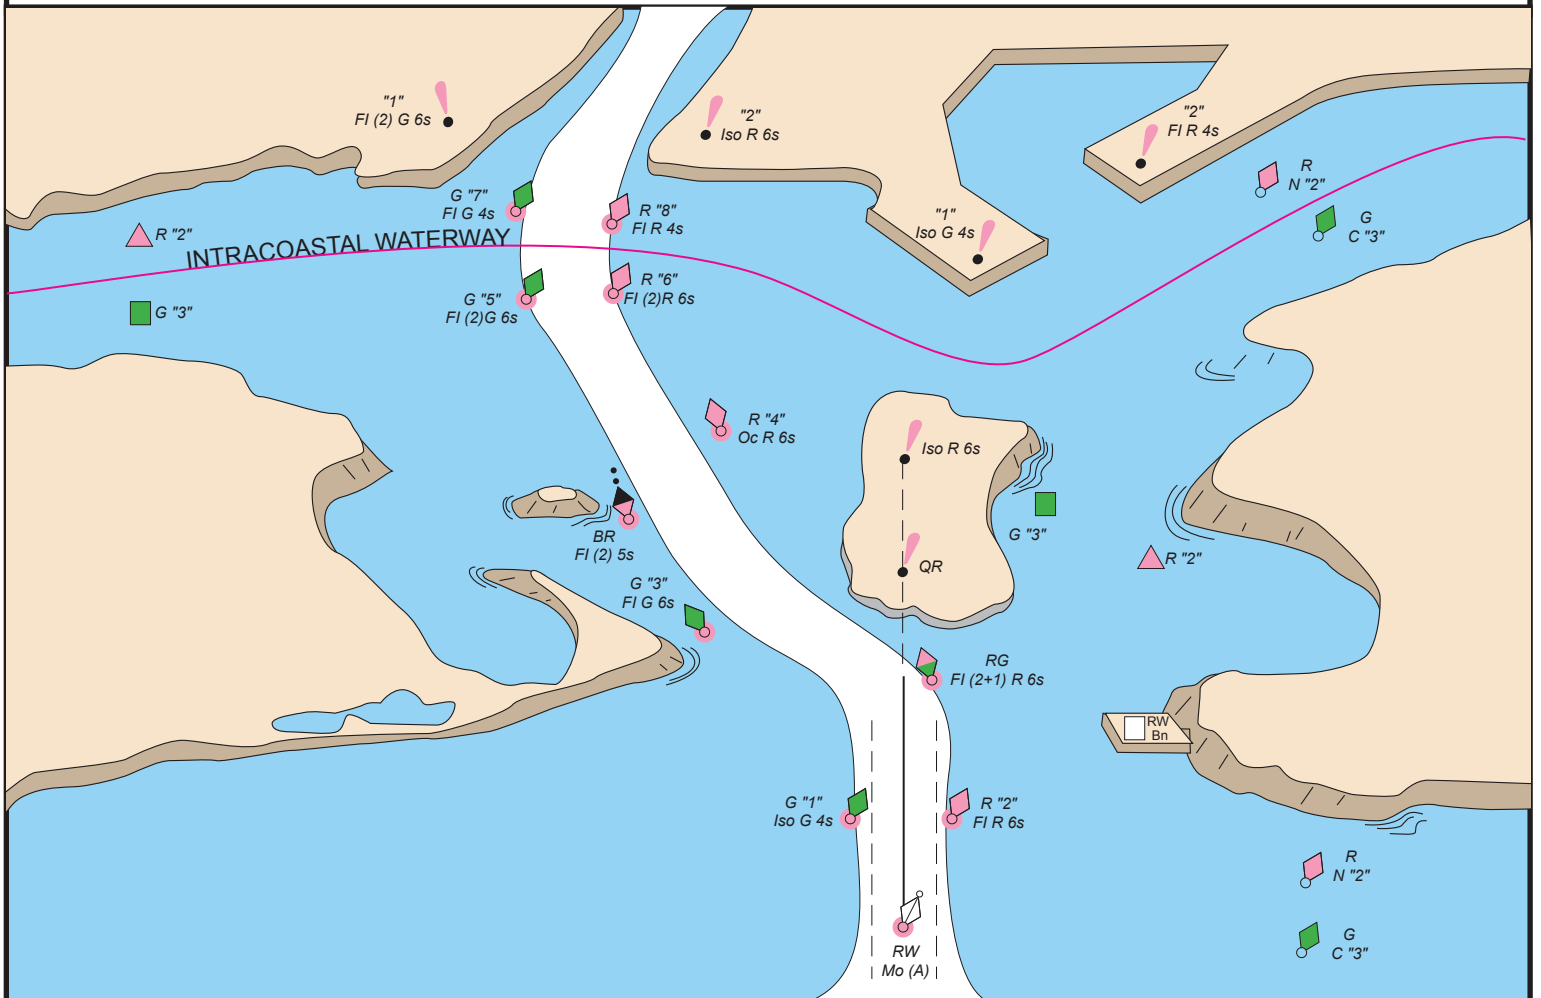 "1"
Fl (2) G 6s
"2"
Iso R 6s
"2"
Fl R 4s
R
N "2"
G "7"
Fl G 4s
R "8"
Fl R 4s
"1"
Iso G 4s
G
C "3"
R "2"
INTRACOASTAL WATERWAY
G "3"
G "5"
Fl (2)G 6s
R "6"
Fl (2)R 6s
R "4"
Oc R 6s
Iso R 6s
BR
Fl (2) 5s
G "3"
R "2"
QR
G "3"
Fl G 6s
RG
Fl (2+1) R 6s
RW
Bn
G "1"
Iso G 4s
R "2"
Fl R 6s
R
N "2"
G
C "3"
RW
Mo (A)